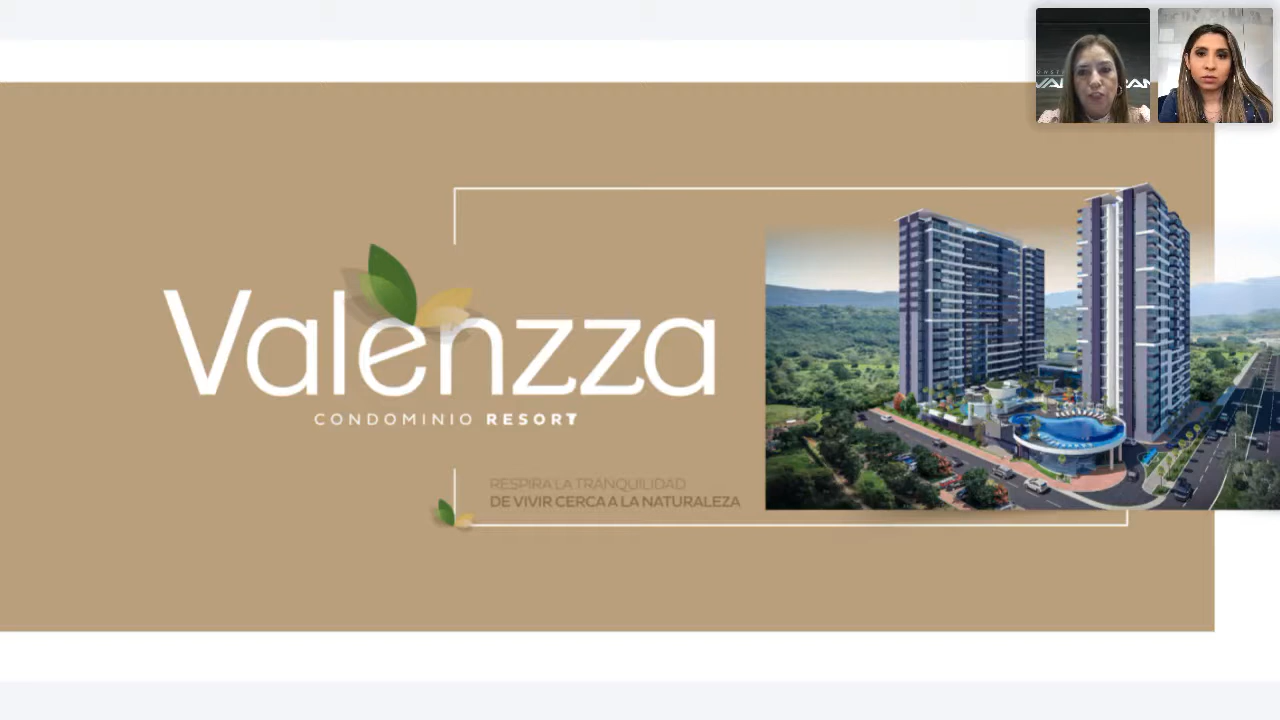 Valenzza
CONDOMINIO RESORT
RESPIRA LA TRANQUILIDAD
DE VIVIR CERCA A LA NATURALEZA